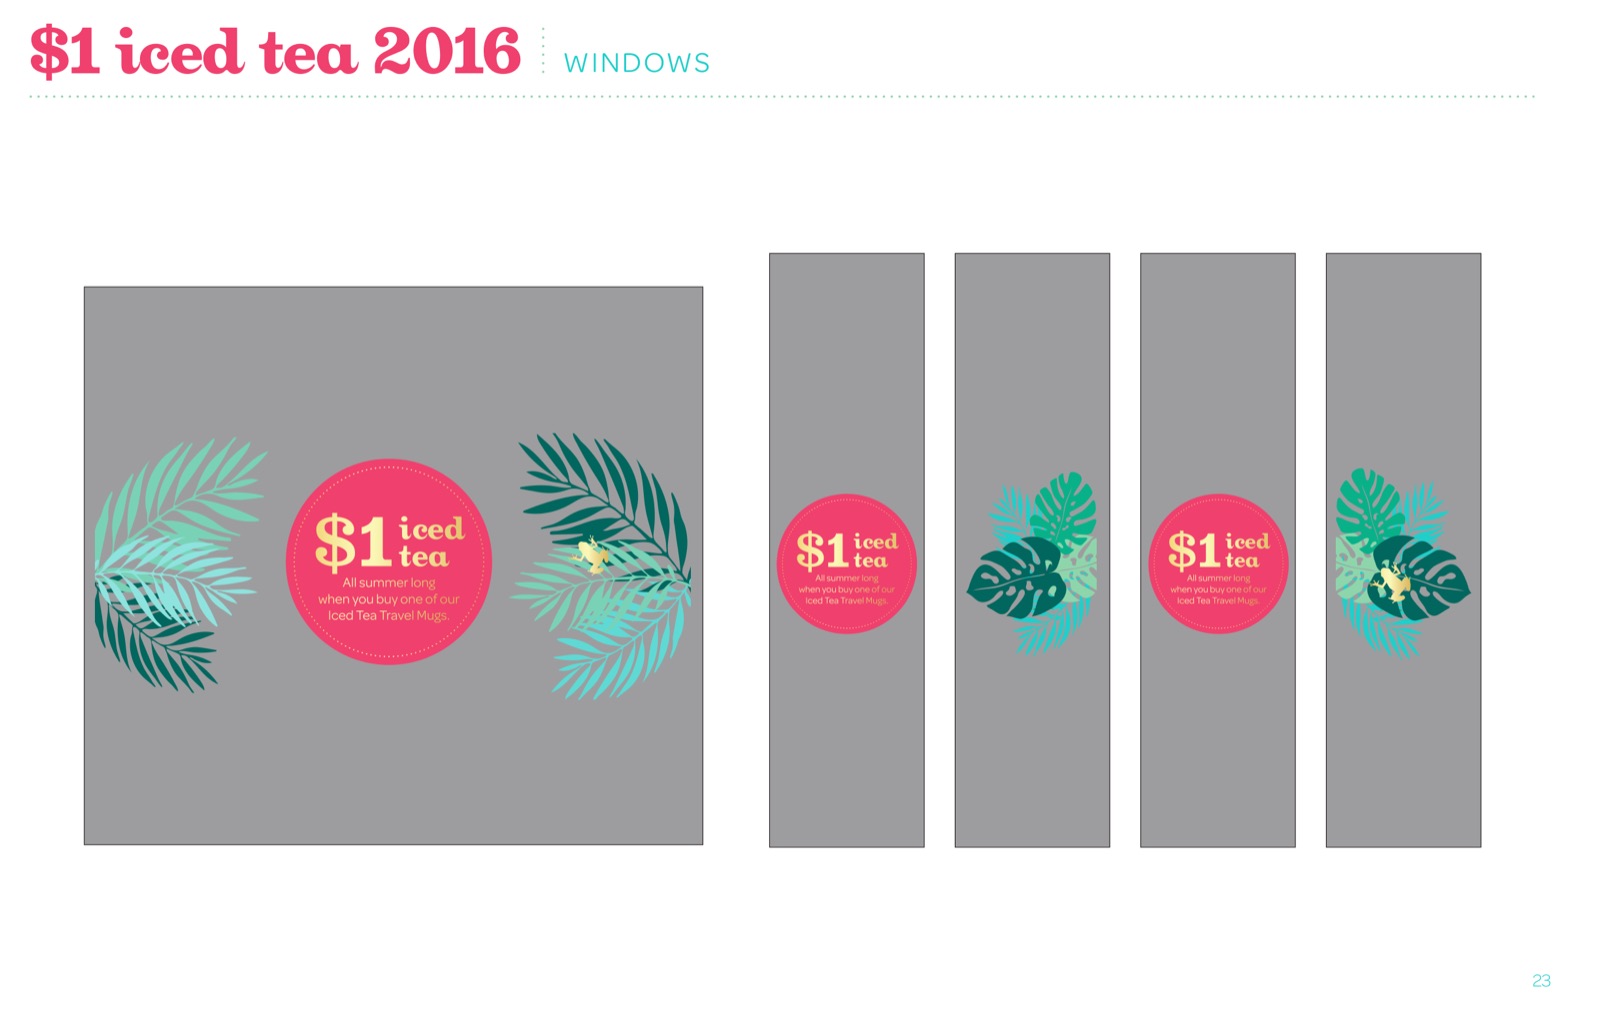 $1 iced tea 2016
WINDOWS
$1 iced
tea
All summer long
when you buy one of our
Iced Tea Travel Mugs.
$1 iced
tea
All summer long
when you buy one of our
Iced Tea Travel Mugs.
$1 iced
tea
All summer long
when you buy one of our
Iced Tea Travel Mugs.
23